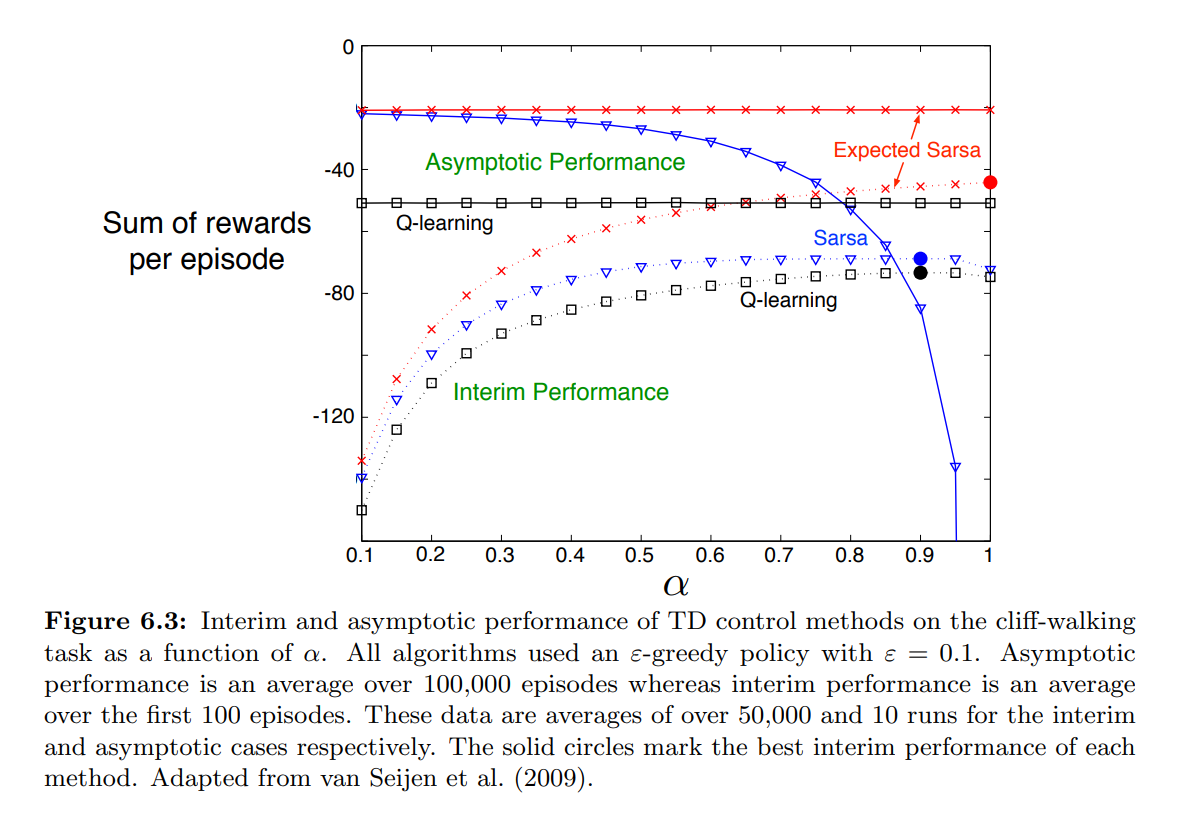 0
-40
-80
-120
Sum of rewards
per episode
Expected Sarsa
Asymptotic Performance
Q-learning
Sarsa
Q-learning
Interim Performance
0.1 0.2 0.3 0.4 0.5 0.6 0.7 0.8 0.9 1
α
Figure 6.3: Interim and asymptotic performance of TD control methods on the cliff-walking
task as a function of α. All algorithms used an ε-greedy policy with ε = 0.1. Asymptotic
performance is an average over 100,000 episodes whereas interim performance is an average
over the first 100 episodes. These data are averages of over 50,000 and 10 runs for the interim
and asymptotic cases respectively. The solid circles mark the best interim performance of each
method. Adapted from van Seijen et al. (2009).